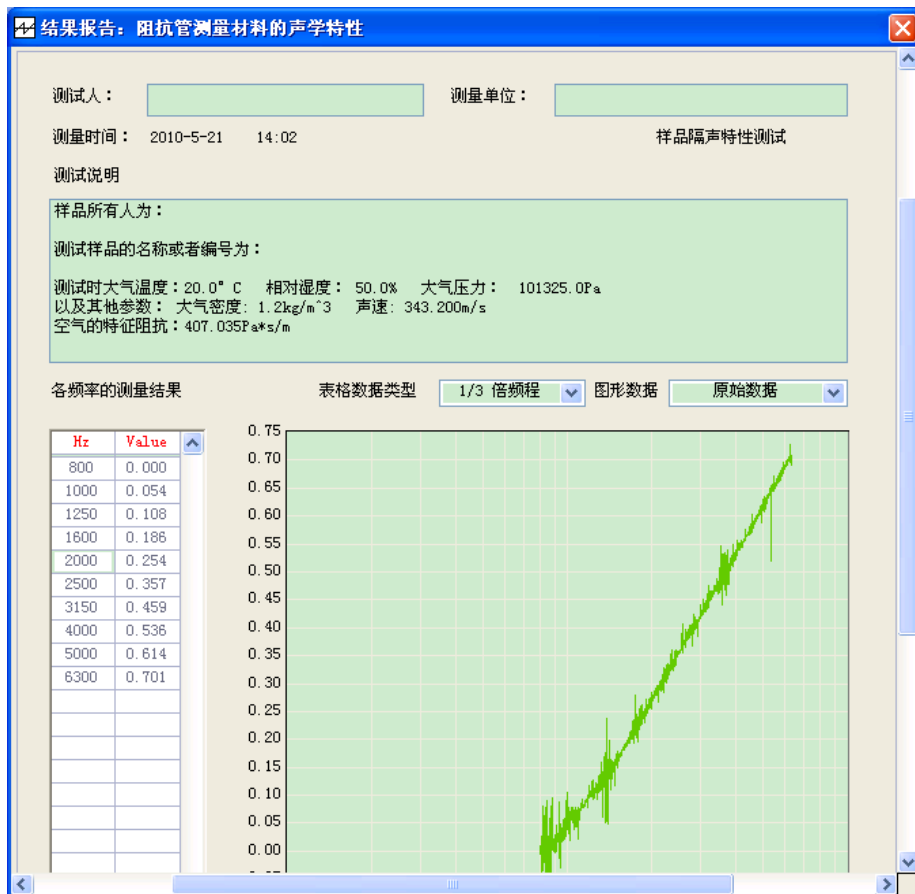 结果报告：阻抗管测量材料的声学特性
测试人：
测量单位：
测量时间： 2010-5-21 14:02
样品隔声特性测试
测试说明
样品所有人为：
测试样品的名称或者编号为：
测试时大气温度：20.0° C 相对湿度： 50.0% 大气压力： 101325.0Pa
以及其他参数： 大气密度: 1.2kg/m^3 声速: 343.200m/s
空气的特征阻抗：407.035Pa*s/m
各频率的测量结果
表格数据类型 1/3 倍频程 图形数据 原始数据
Hz Value
800 0.000
1000 0.054
1250 0.108
1600 0.186
2000 0.254
2500 0.357
3150 0.459
4000 0.536
5000 0.614
6300 0.701
0.75
0.70
0.65
0.60
0.55
0.50
0.45
0.40
0.35
0.30
0.25
0.20
0.15
0.10
0.05
0.00